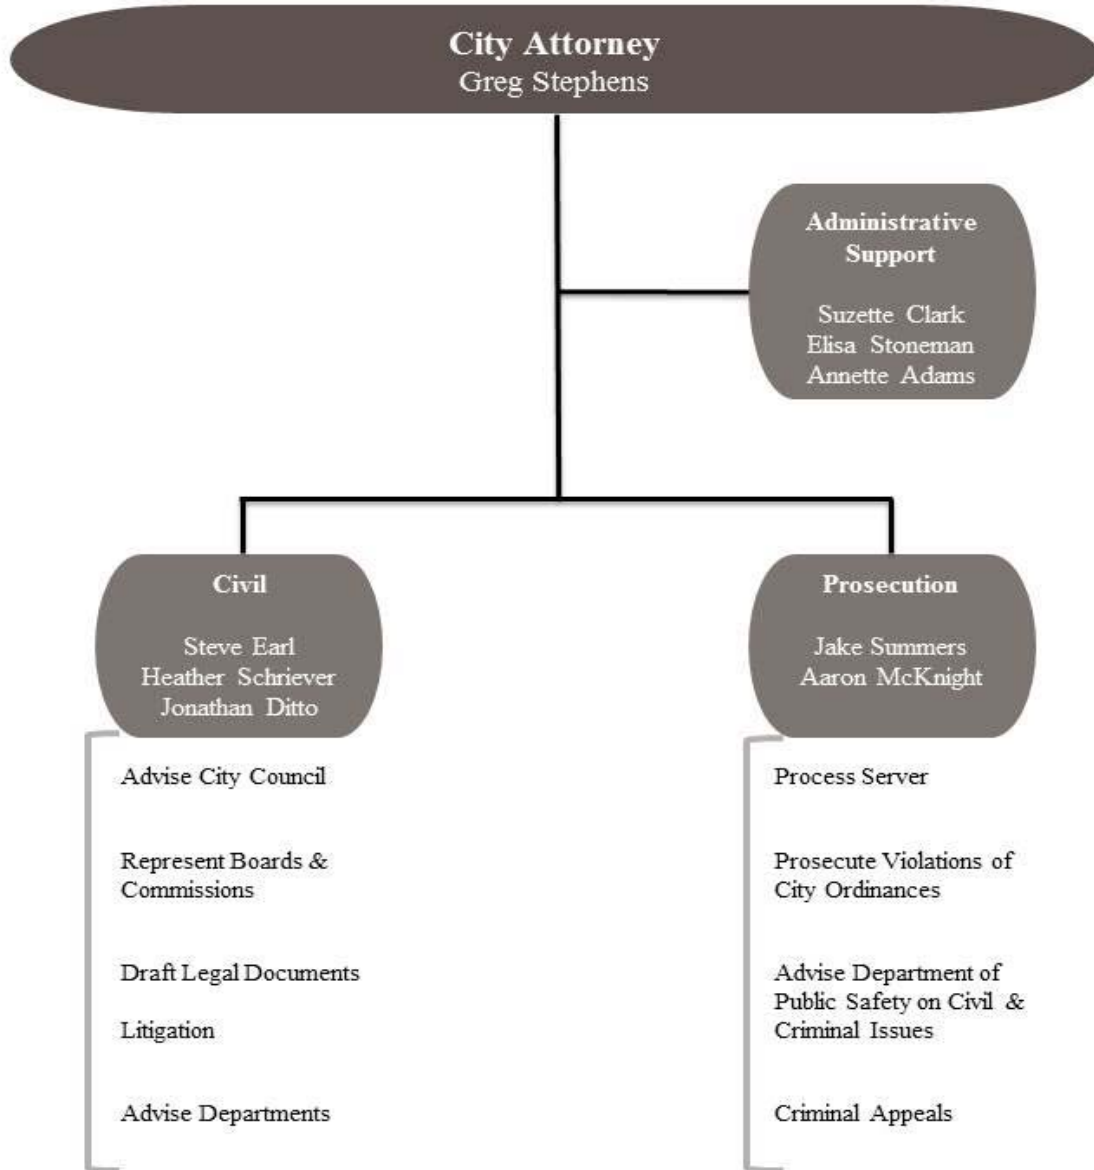 City Attorney
Greg Stephens
Administrative
Support
Suzette Clark
Elisa Stoneman
Annette Adams
Civil
Steve Earl
Heather Schriever
Jonathan Ditto
Prosecution
Jake Summers
Aaron McKnight
Advise City Council
Represent Boards &
Commissions
Draft Legal Documents
Litigation
Advise Departments
Process Server
Prosecute Violations of
City Ordinances
Advise Department of
Public Safety on Civil &
Criminal Issues
Criminal Appeals